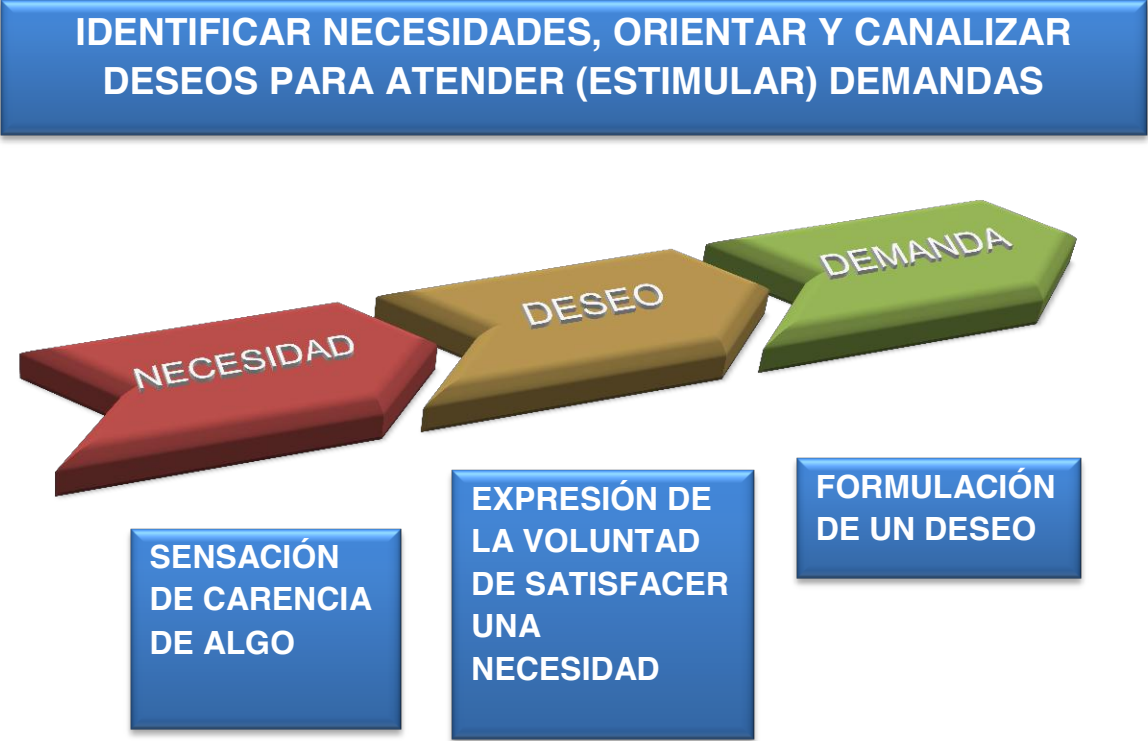 IDENTIFICAR NECESIDADES, ORIENTAR Y CANALIZAR
DESEOS PARA ATENDER (ESTIMULAR) DEMANDAS
NECESIDAD
DESEO
DEMANDA
SENSACIÓN
DE CARENCIA
DE ALGO
EXPRESIÓN DE
LA VOLUNTAD
DE SATISFACER
UNA
NECESIDAD
FORMULACIÓN
DE UN DESEO